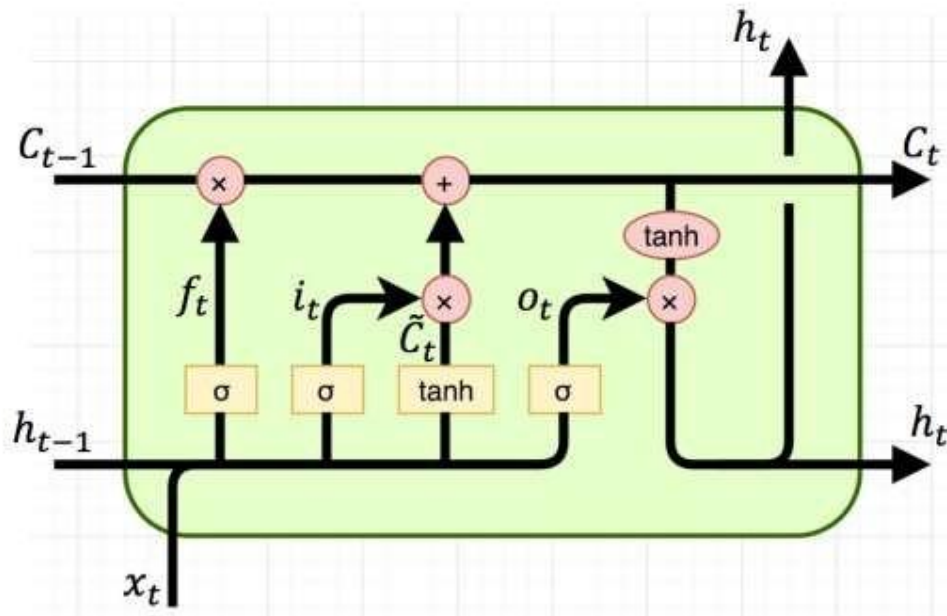 h_t
C_{t-1}
C_t
×
+
tanh
f_t
i_t
×
o_t
×
C̃_t
σ
σ
tanh
σ
h_{t-1}
h_t
x_t